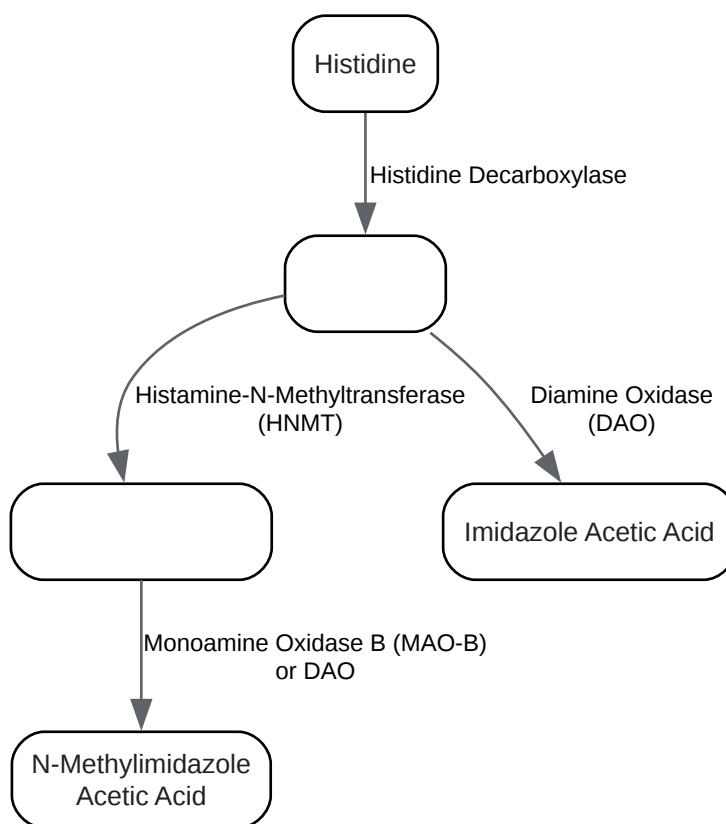 Histidine
Histidine Decarboxylase
Histamine-N-Methyltransferase
(HNMT)
Diamine Oxidase
(DAO)
Imidazole Acetic Acid
Monoamine Oxidase B (MAO-B)
or DAO
N-Methylimidazole
Acetic Acid